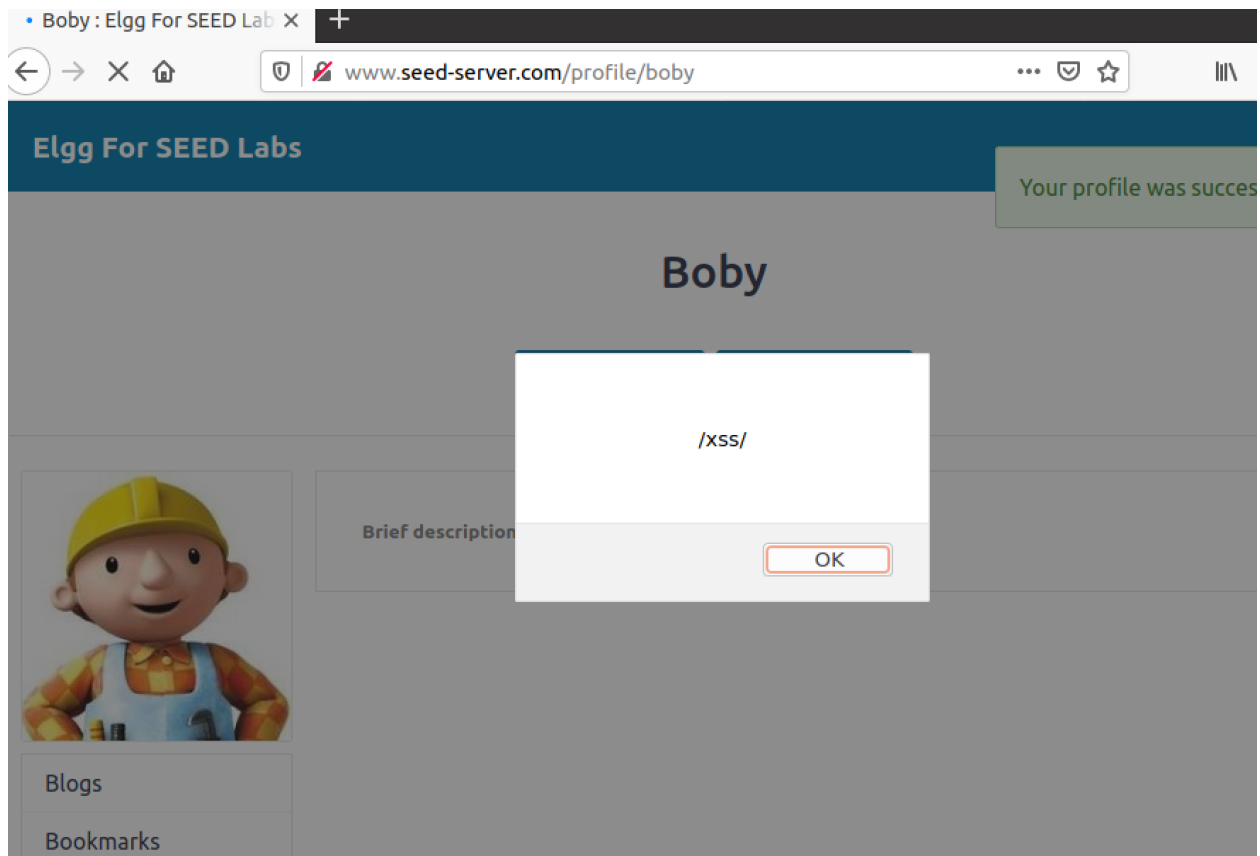 Boby : Elgg For SEED Lab
www.seed-server.com/profile/boby
Elgg For SEED Labs
Your profile was succes
Boby
/xss/
Brief description
OK
Blogs
Bookmarks